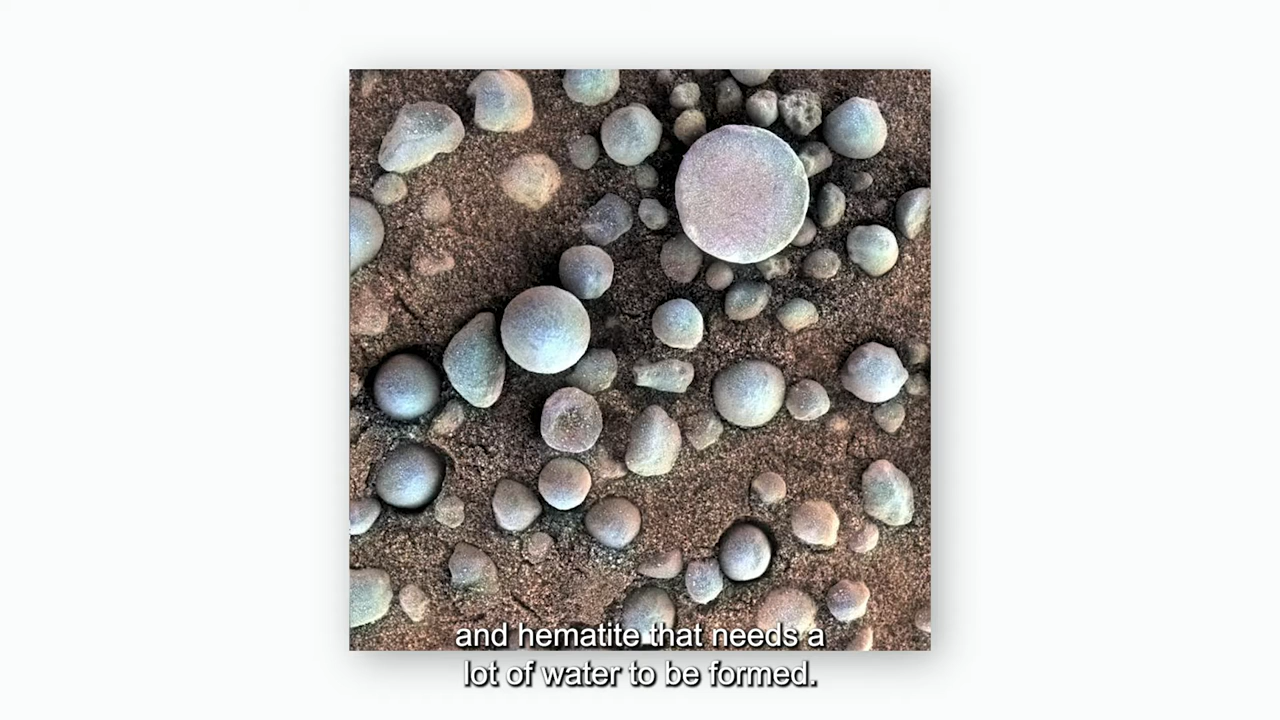 and hematite that needs a
lot of water to be formed.